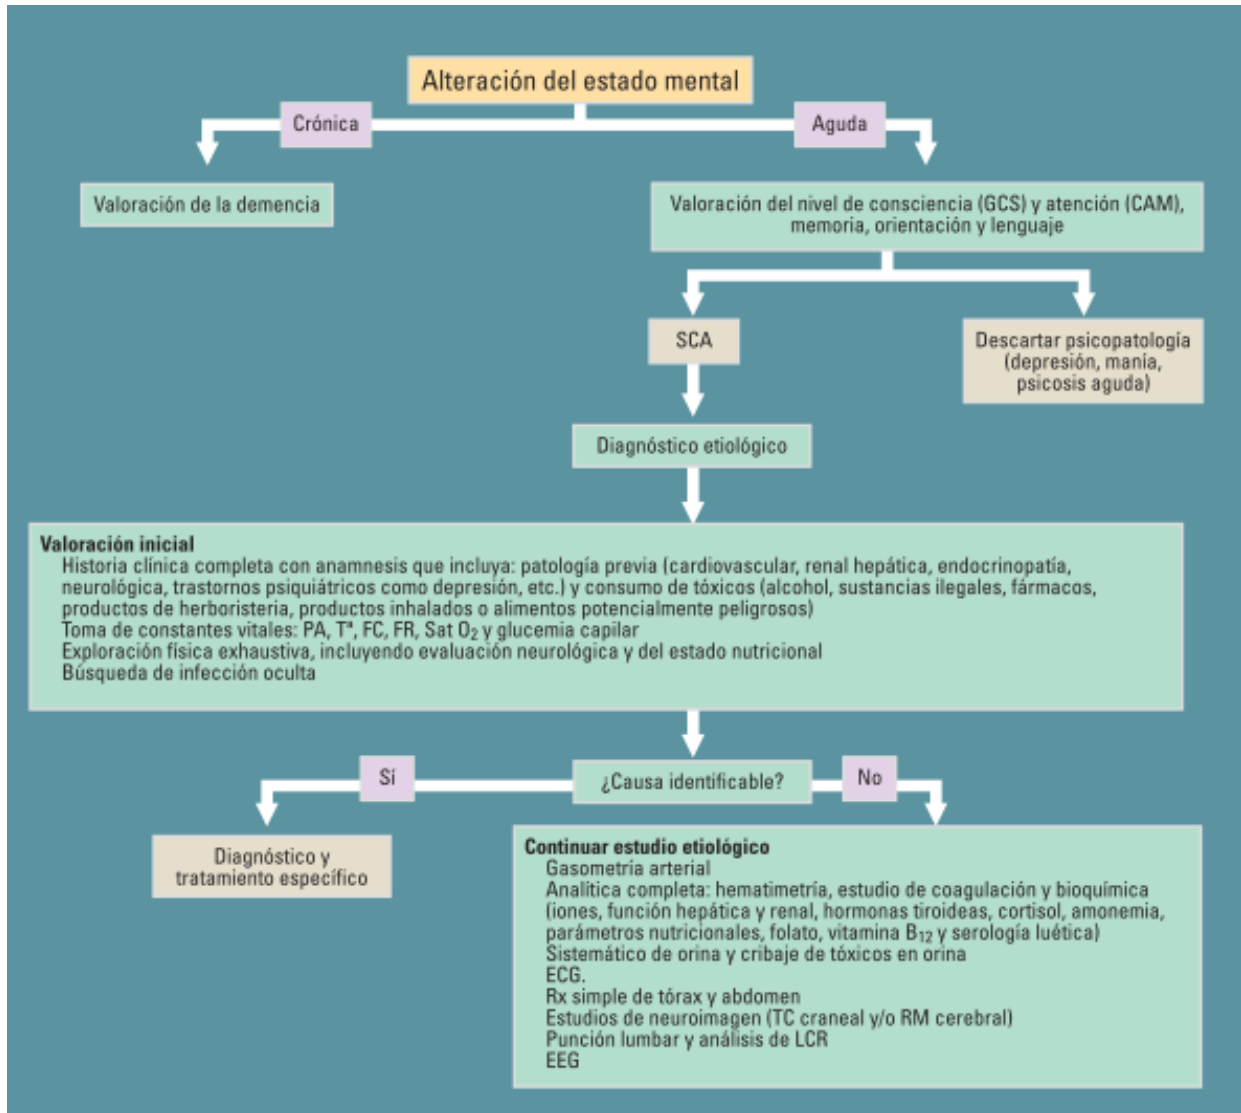 Alteración del estado mental
Crónica
Aguda
Valoración de la demencia
Valoración del nivel de consciencia (GCS) y atención (CAM),
memoria, orientación y lenguaje
SCA
Descartar psicopatología
(depresión, manía,
psicosis aguda)
Diagnóstico etiológico
Valoración inicial
Historia clínica completa con anamnesis que incluya: patología previa (cardiovascular, renal hepática, endocrinopatía,
neurológica, trastornos psiquiátricos como depresión, etc.) y consumo de tóxicos (alcohol, sustancias ilegales, fármacos,
productos de herboristeria, productos inhalados o alimentos potencialmente peligrosos)
Toma de constantes vitales: PA, Tª, FC, FR, Sat O₂ y glucemia capilar
Exploración física exhaustiva, incluyendo evaluación neurológica y del estado nutricional
Búsqueda de infección oculta
Sí
¿Causa identificable?
No
Diagnóstico y
tratamiento específico
Continuar estudio etiológico
Gasometría arterial
Analítica completa: hematimetría, estudio de coagulación y bioquímica
(iones, función hepática y renal, hormonas tiroideas, cortisol, amonemia,
parámetros nutricionales, folato, vitamina B₁₂ y serología luética)
Sistemático de orina y cribaje de tóxicos en orina
ECG.
Rx simple de tórax y abdomen
Estudios de neuroimagen (TC craneal y/o RM cerebral)
Punción lumbar y análisis de LCR
EEG